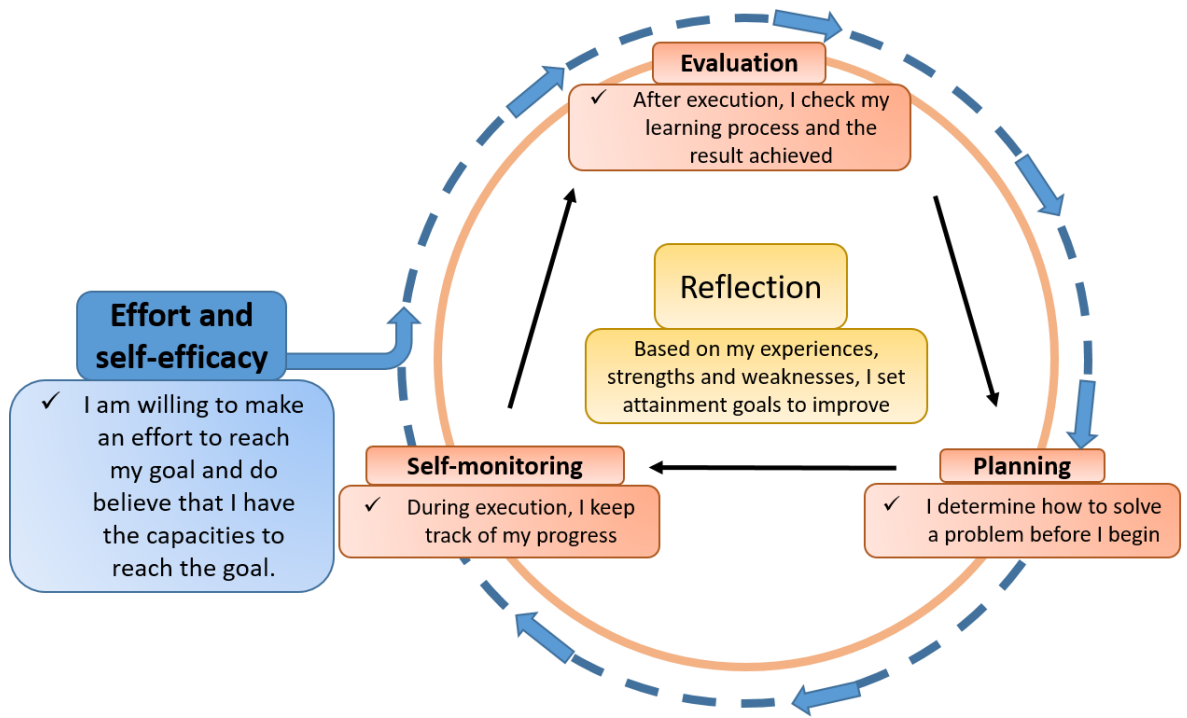 Evaluation
✓ After execution, I check my
learning process and the
result achieved
Reflection
Based on my experiences,
strengths and weaknesses, I set
attainment goals to improve
Effort and
self-efficacy
✓ I am willing to make
an effort to reach
my goal and do
believe that I have
the capacities to
reach the goal.
Self-monitoring
✓ During execution, I keep
track of my progress
Planning
✓ I determine how to solve
a problem before I begin